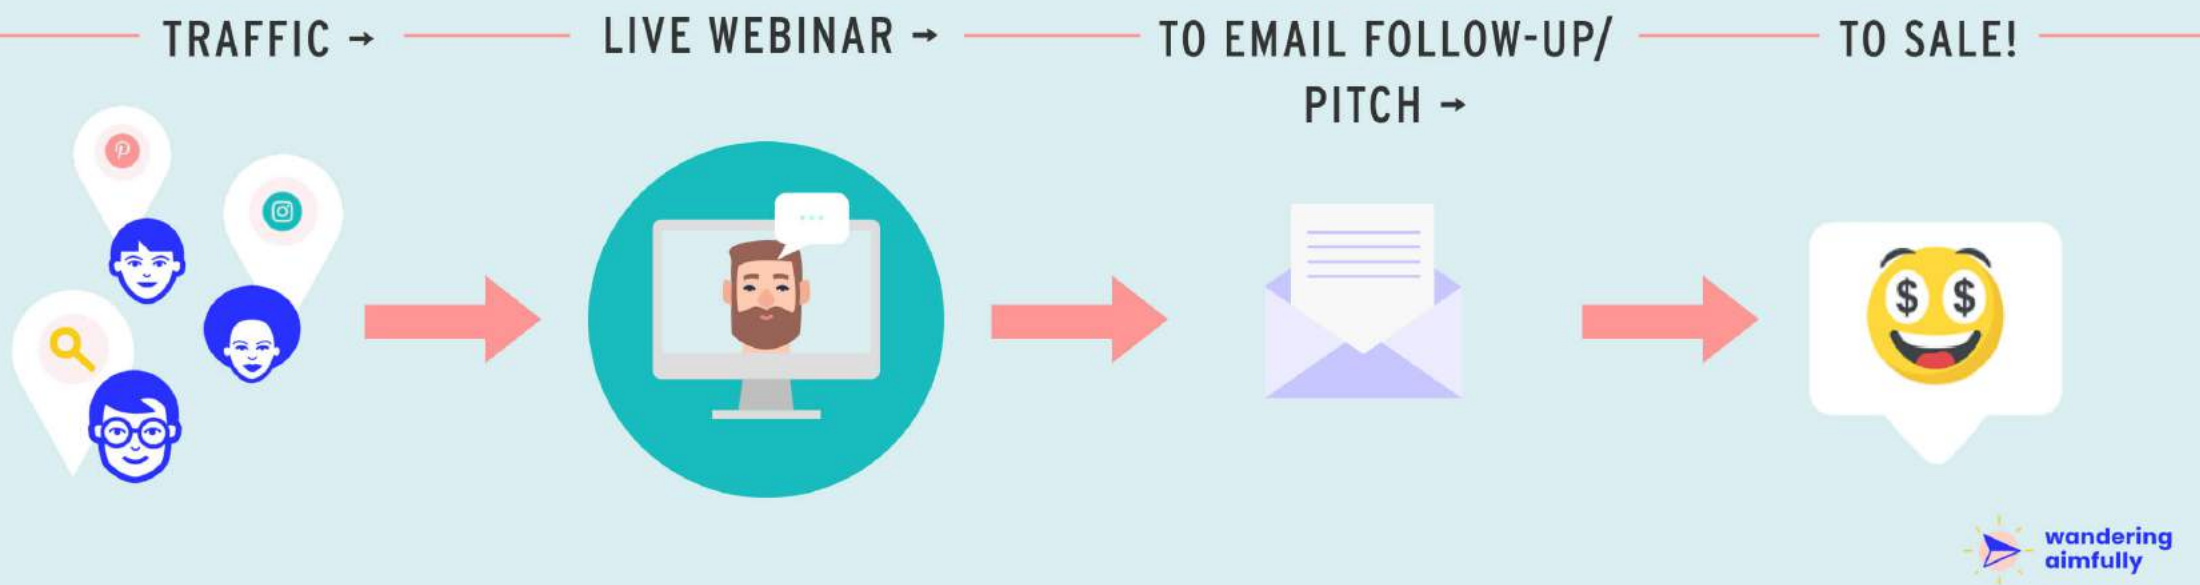 TRAFFIC →
LIVE WEBINAR →
TO EMAIL FOLLOW-UP/
PITCH →
TO SALE!
$ $
wandering
aimfully